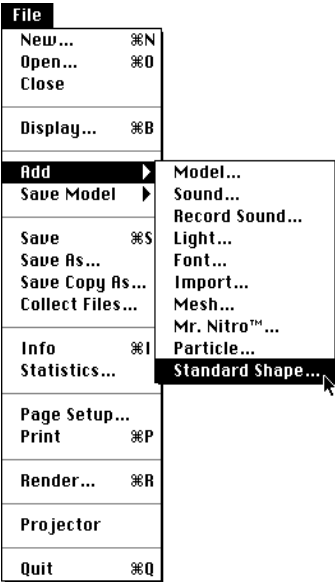 File
New... ⌘N
Open... ⌘O
Close
Display... ⌘B
Add
Save Model
Save ⌘S
Save As...
Save Copy As...
Collect Files...
Info ⌘I
Statistics...
Page Setup...
Print ⌘P
Render... ⌘R
Projector
Quit ⌘Q
Model...
Sound...
Record Sound...
Light...
Font...
Import...
Mesh...
Mr. Nitro™...
Particle...
Standard Shape...